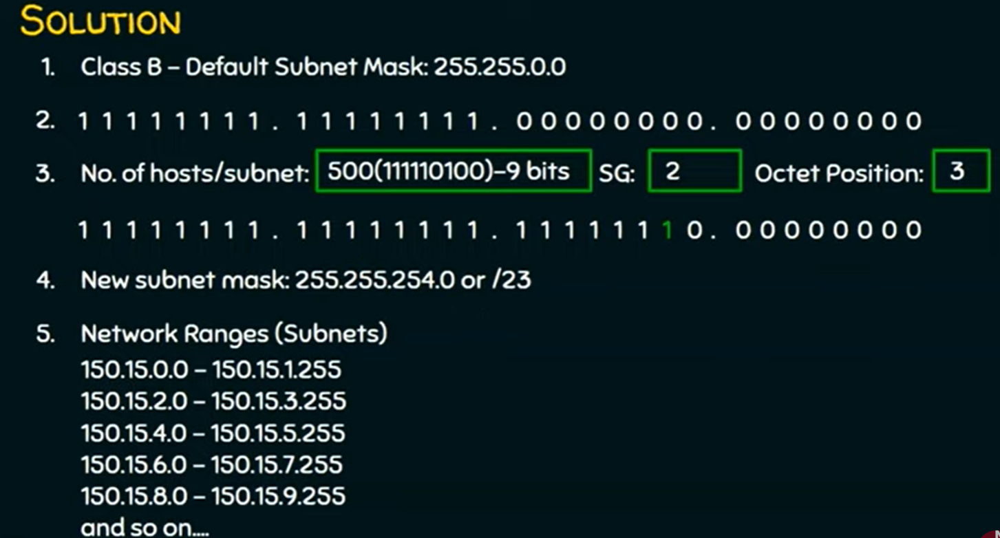 SOLUTION
1. Class B – Default Subnet Mask: 255.255.0.0
2. 1 1 1 1 1 1 1 1 . 1 1 1 1 1 1 1 1 . 0 0 0 0 0 0 0 0 . 0 0 0 0 0 0 0 0
3. No. of hosts/subnet: 500(111110100)–9 bits SG: 2 Octet Position: 3
1 1 1 1 1 1 1 1 . 1 1 1 1 1 1 1 1 . 1 1 1 1 1 1 1 0 . 0 0 0 0 0 0 0 0
4. New subnet mask: 255.255.254.0 or /23
5. Network Ranges (Subnets)
150.15.0.0 – 150.15.1.255
150.15.2.0 – 150.15.3.255
150.15.4.0 – 150.15.5.255
150.15.6.0 – 150.15.7.255
150.15.8.0 – 150.15.9.255
and so on....